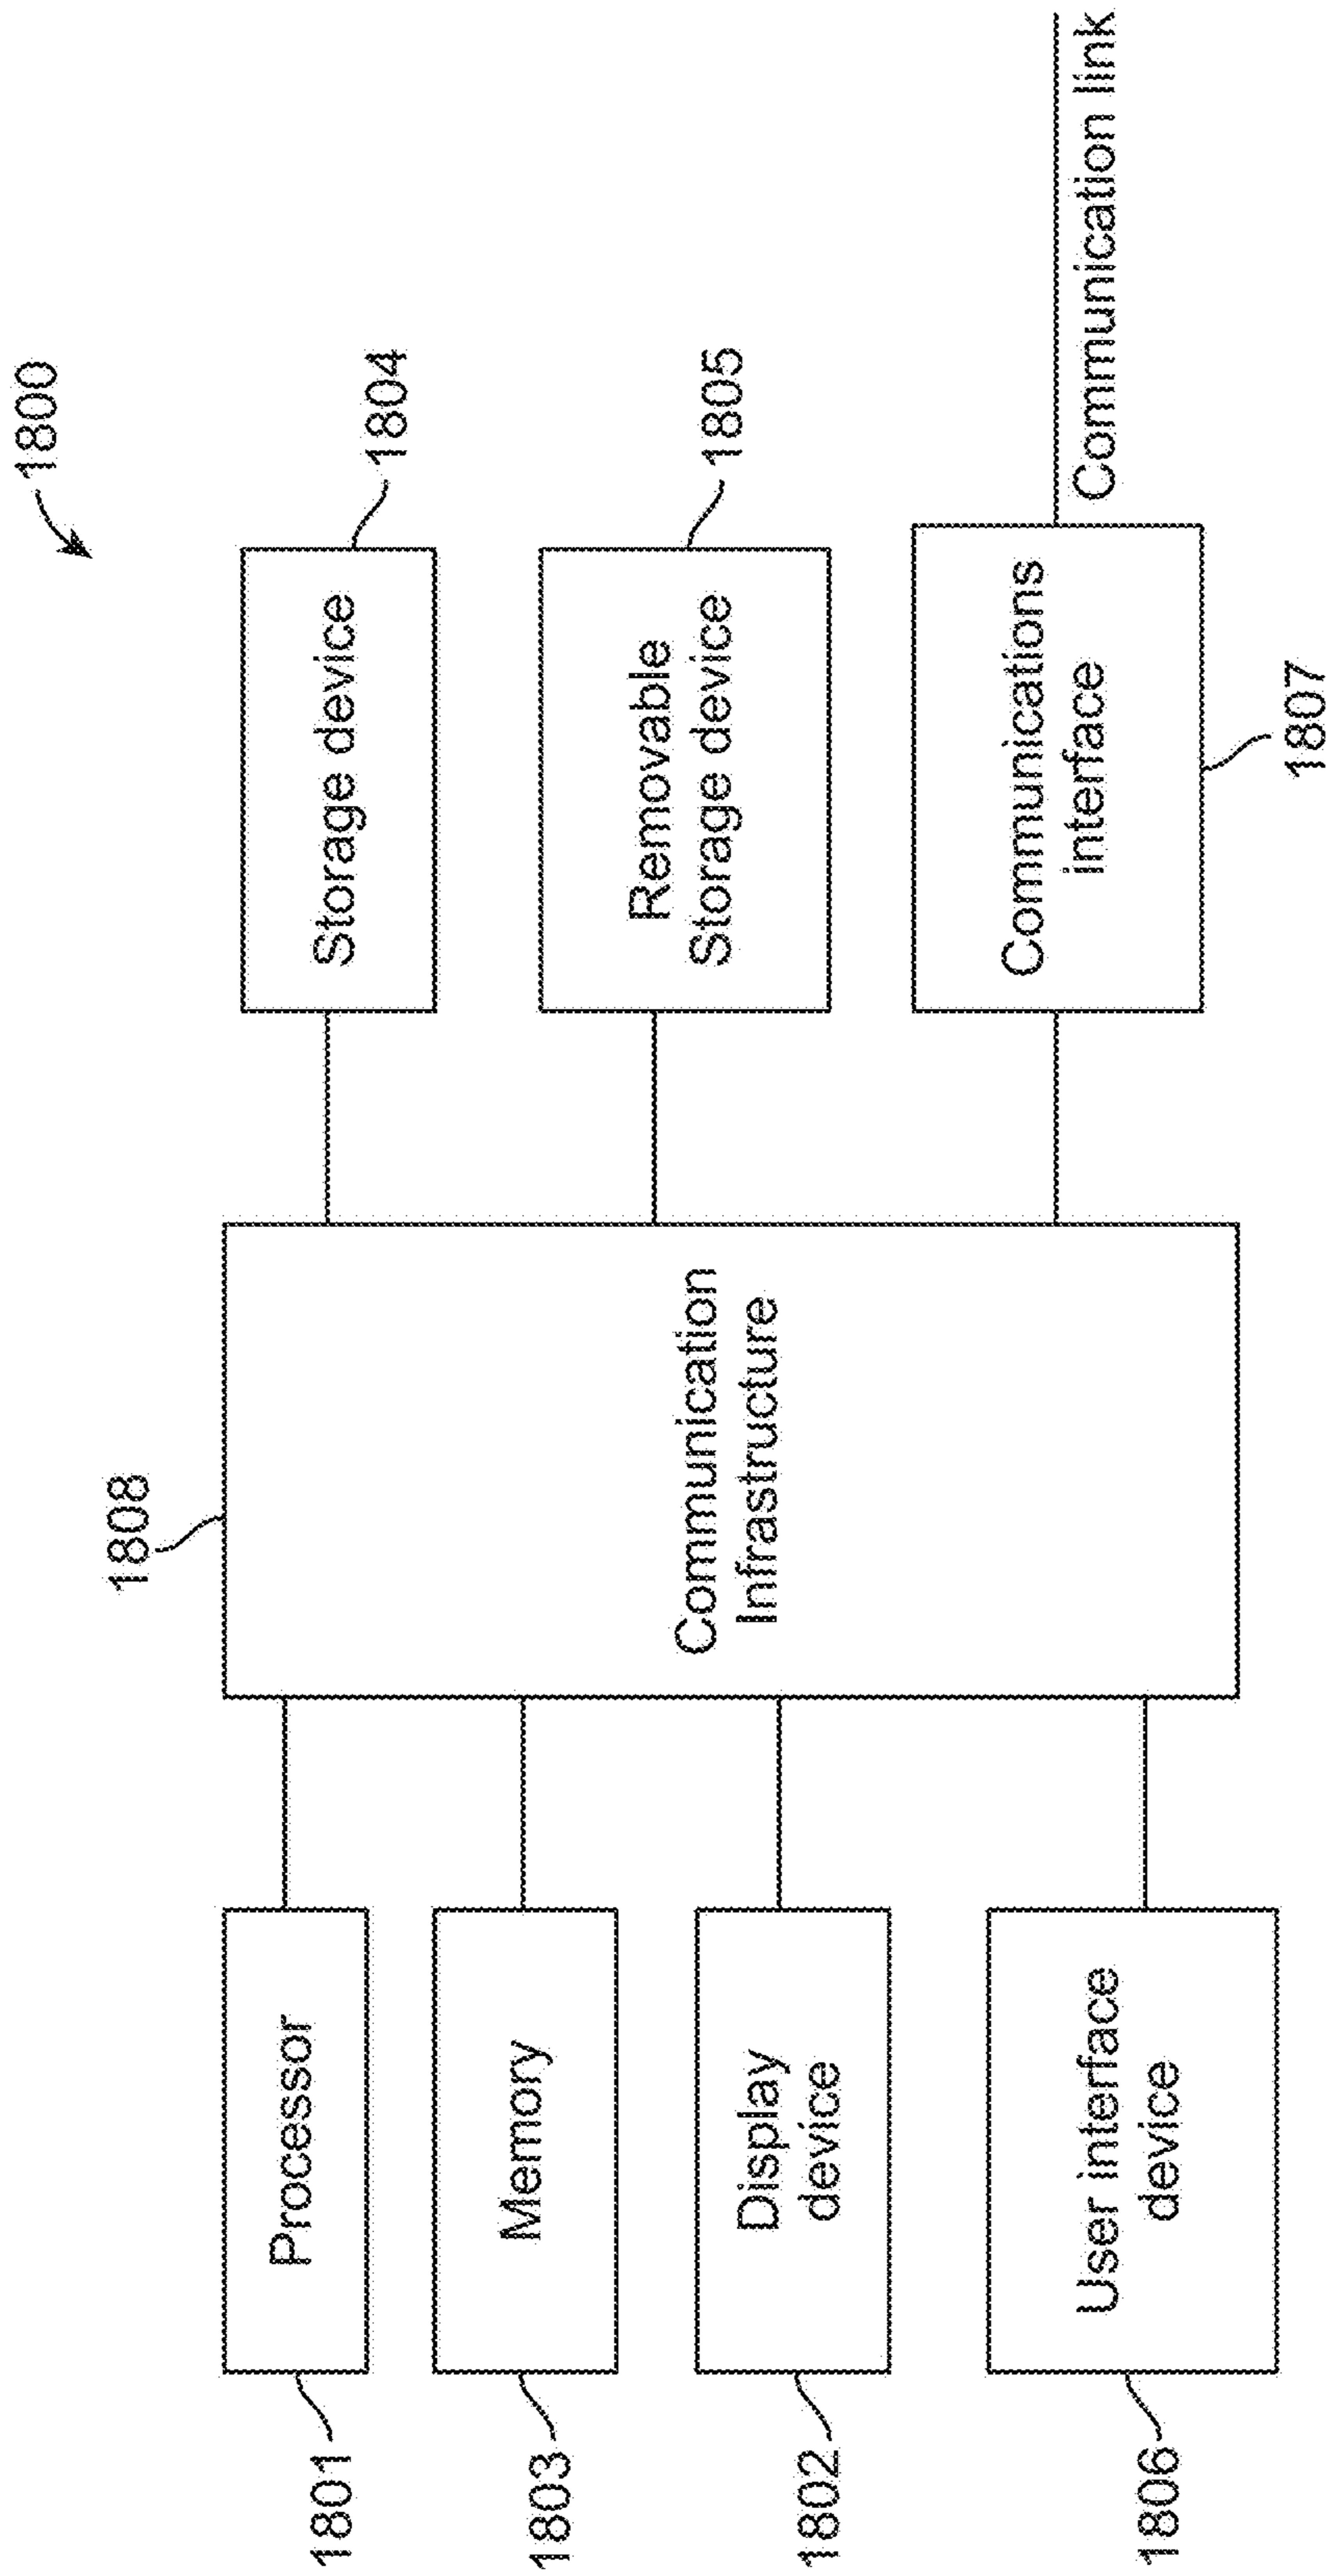 1800
1808
1801
Processor
1803
Memory
1802
Display
device
1806
User interface
device
Communication
Infrastructure
Storage device
1804
Removable
Storage device
1805
Communications
interface
1807
Communication link